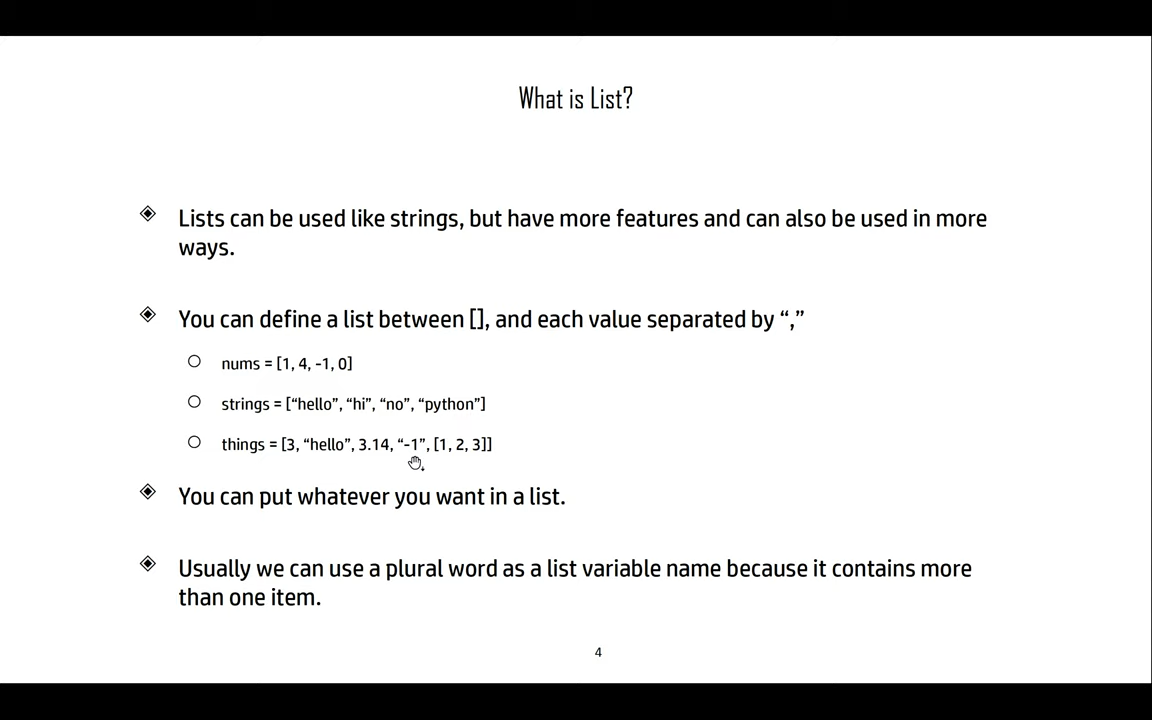 What is List?
Lists can be used like strings, but have more features and can also be used in more
ways.
You can define a list between [], and each value separated by “,”
nums = [1, 4, -1, 0]
strings = [“hello”, “hi”, “no”, “python”]
things = [3, “hello”, 3.14, “-1”, [1, 2, 3]]
You can put whatever you want in a list.
Usually we can use a plural word as a list variable name because it contains more
than one item.
4